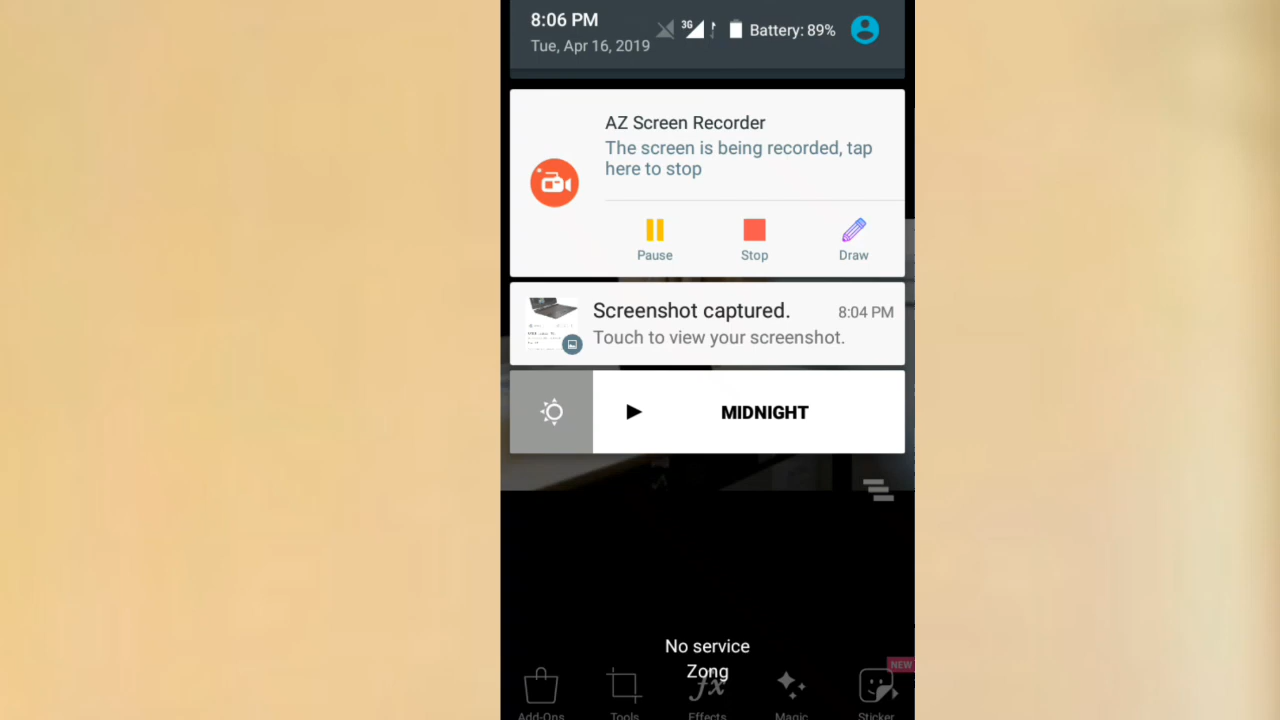 8:06 PM
3G
Battery: 89%
Tue, Apr 16, 2019
AZ Screen Recorder
The screen is being recorded, tap
here to stop
Pause
Stop
Draw
Screenshot captured.
8:04 PM
Touch to view your screenshot.
MIDNIGHT
No service
Zong
NEW
fx
Add-Ons
Tools
Effects
Magic
Sticker